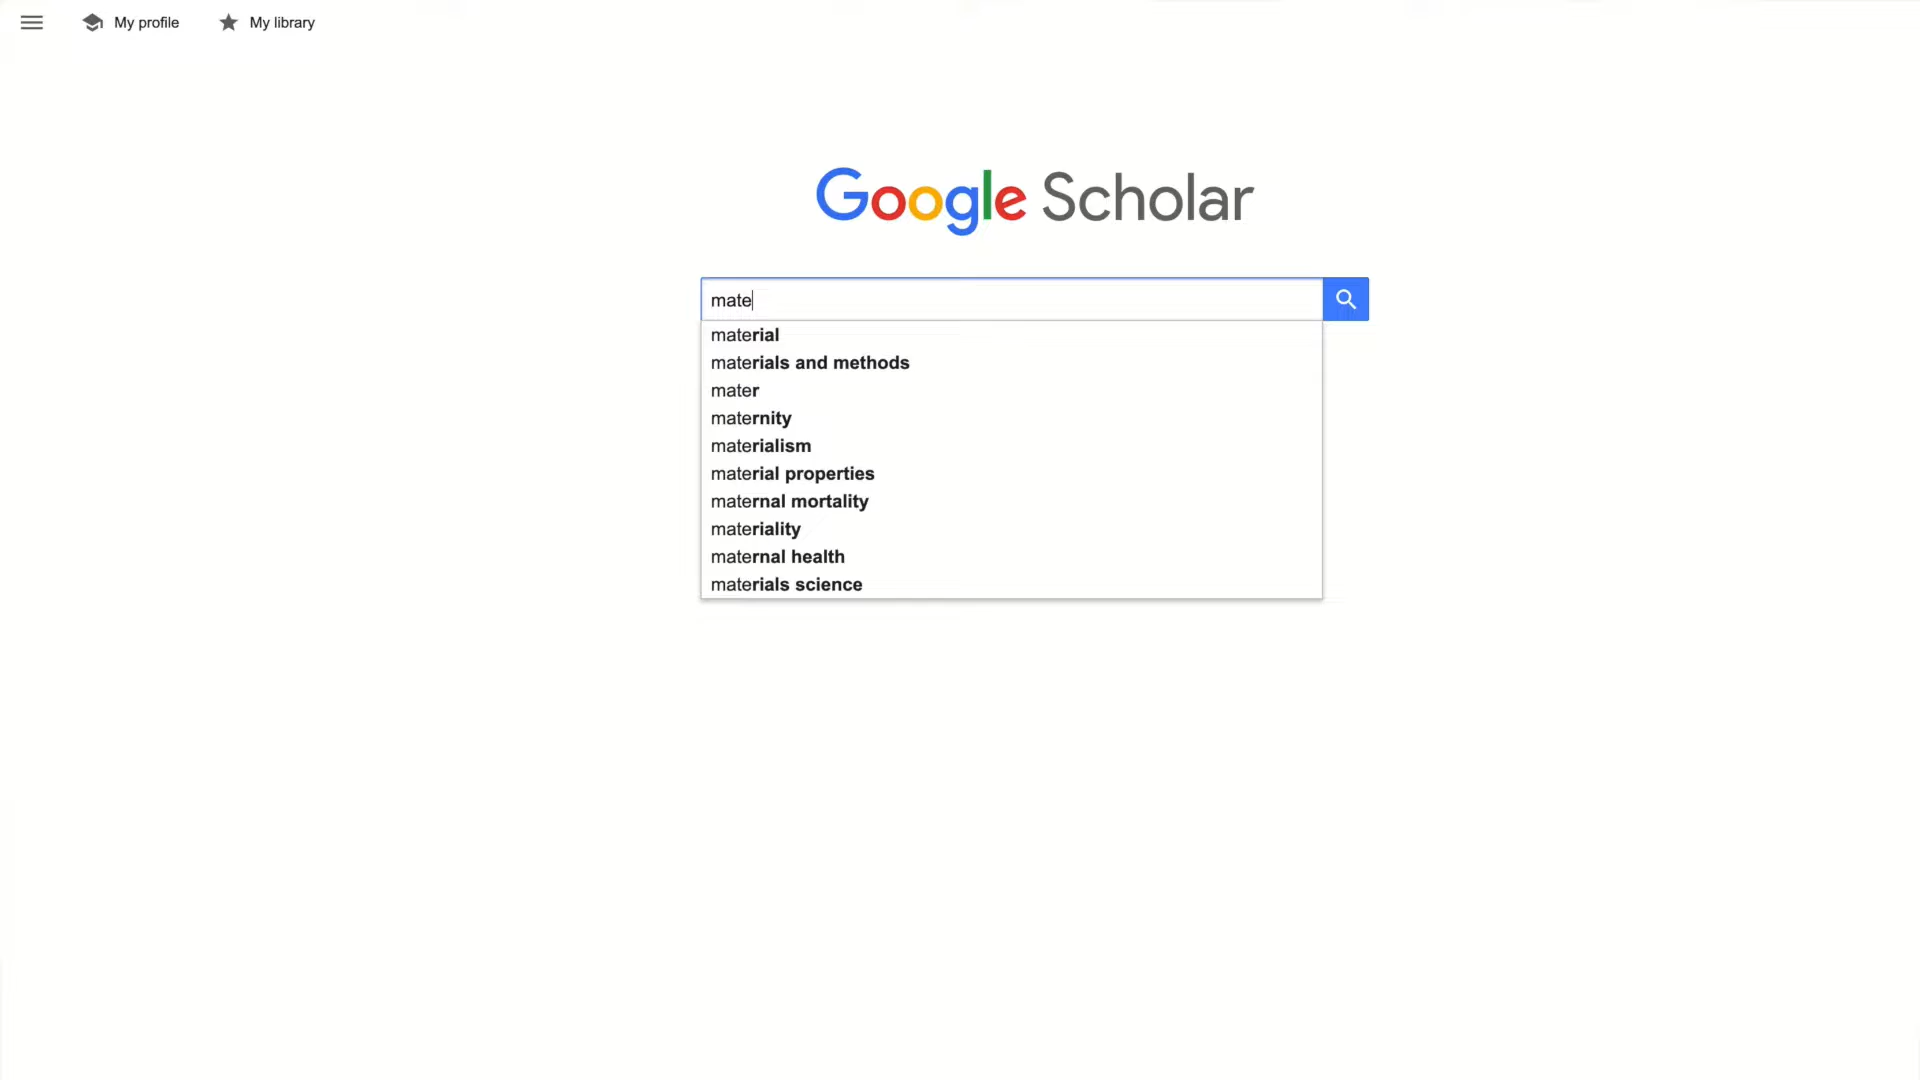 My profile
My library
Google Scholar
mate
material
materials and methods
mater
maternity
materialism
material properties
maternal mortality
materiality
maternal health
materials science